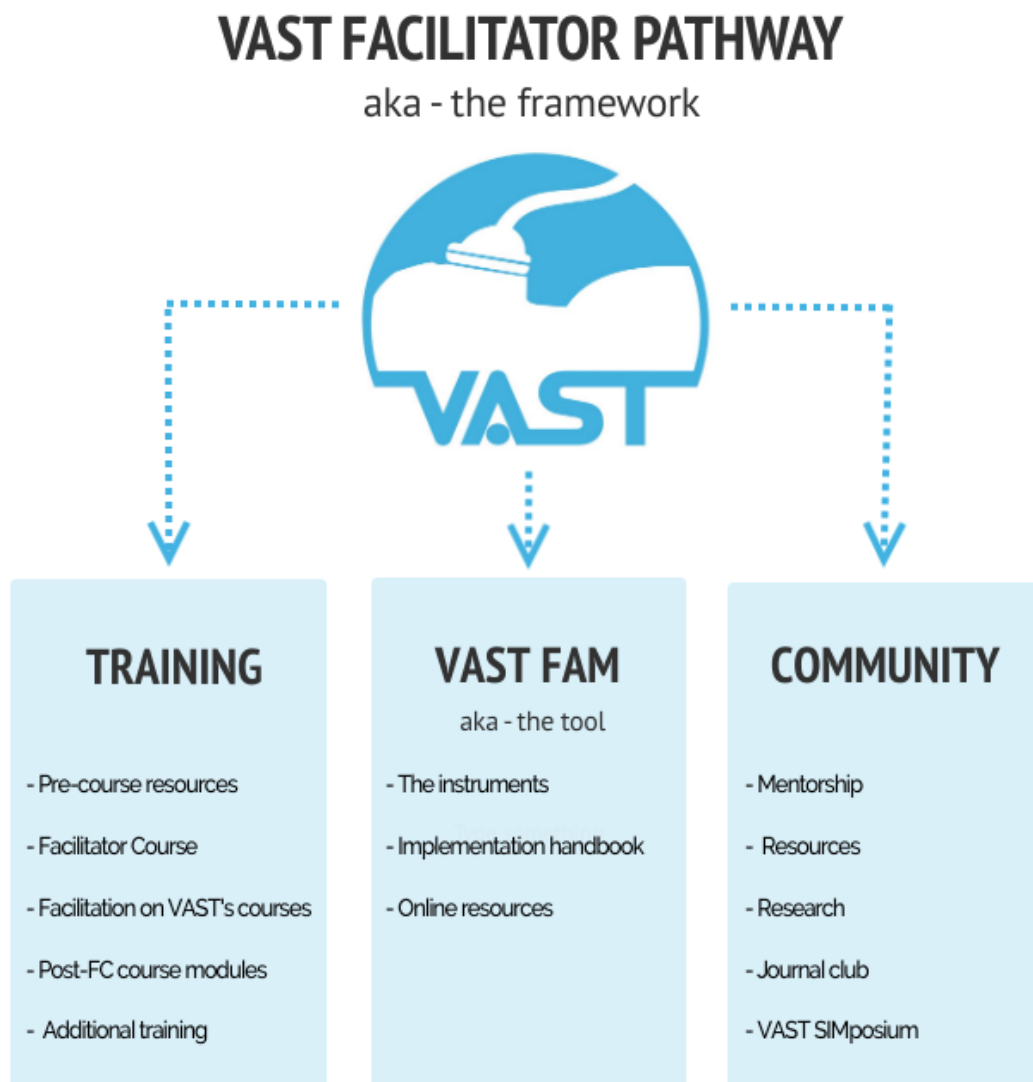 VAST FACILITATOR PATHWAY
aka - the framework
VAST
TRAINING
- Pre-course resources
- Facilitator Course
- Facilitation on VAST's courses
- Post-FC course modules
- Additional training
VAST FAM
aka - the tool
- The instruments
- Implementation handbook
- Online resources
COMMUNITY
- Mentorship
- Resources
- Research
- Journal club
- VAST SIMposium